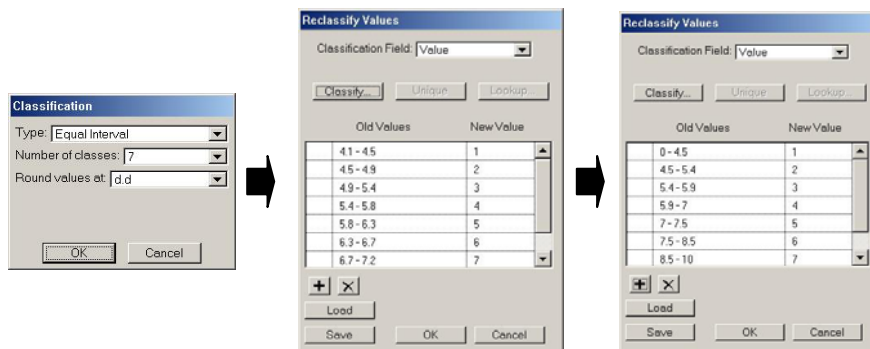 Classification
Type: Equal Interval
Number of classes: 7
Round values at: d.d
OK Cancel
Reclassify Values
Classification Field: Value
Classify... Unique Lookup...
Old Values New Value
4.1 - 4.5 1
4.5 - 4.9 2
4.9 - 5.4 3
5.4 - 5.8 4
5.8 - 6.3 5
6.3 - 6.7 6
6.7 - 7.2 7
Load
Save OK Cancel
Reclassify Values
Classification Field: Value
Classify... Unique Lookup...
Old Values New Value
0 - 4.5 1
4.5 - 5.4 2
5.4 - 5.9 3
5.9 - 7 4
7 - 7.5 5
7.5 - 8.5 6
8.5 - 10 7
Load
Save OK Cancel